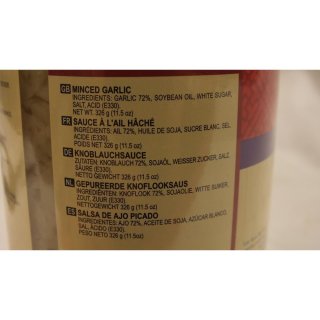 GB MINCED GARLIC
INGREDIENTS: GARLIC 72%, SOYBEAN OIL, WHITE SUGAR,
SALT, ACID (E330).
NET WT. 326 g (11.5 oz)
FR SAUCE À L'AIL HÂCHÉ
INGRÉDIENTS: AIL 72%, HUILE DE SOJA, SUCRE BLANC, SEL,
ACIDE (E330).
POIDS NET 326 g (11.5 oz)
DE KNOBLAUCHSAUCE
ZUTATEN: KNOBLAUCH 72%, SOJAÖL, WEISSER ZUCKER, SALZ,
SÄURE (E330).
NETTO GEWICHT 326 g (11.5 oz)
NL GEPUREERDE KNOFLOOKSAUS
INGREDIËNTEN: KNOFLOOK 72%, SOJAOLIE, WITTE SUIKER,
ZOUT, ZUUR (E330).
NETTOGEWICHT 326 g (11.5 oz)
ES SALSA DE AJO PICADO
INGREDIENTES: AJO 72%, ACEITE DE SOJA, AZÚCAR BLANCO,
SAL, ÁCIDO (E330).
PESO NETO 326 g (11.5oz)